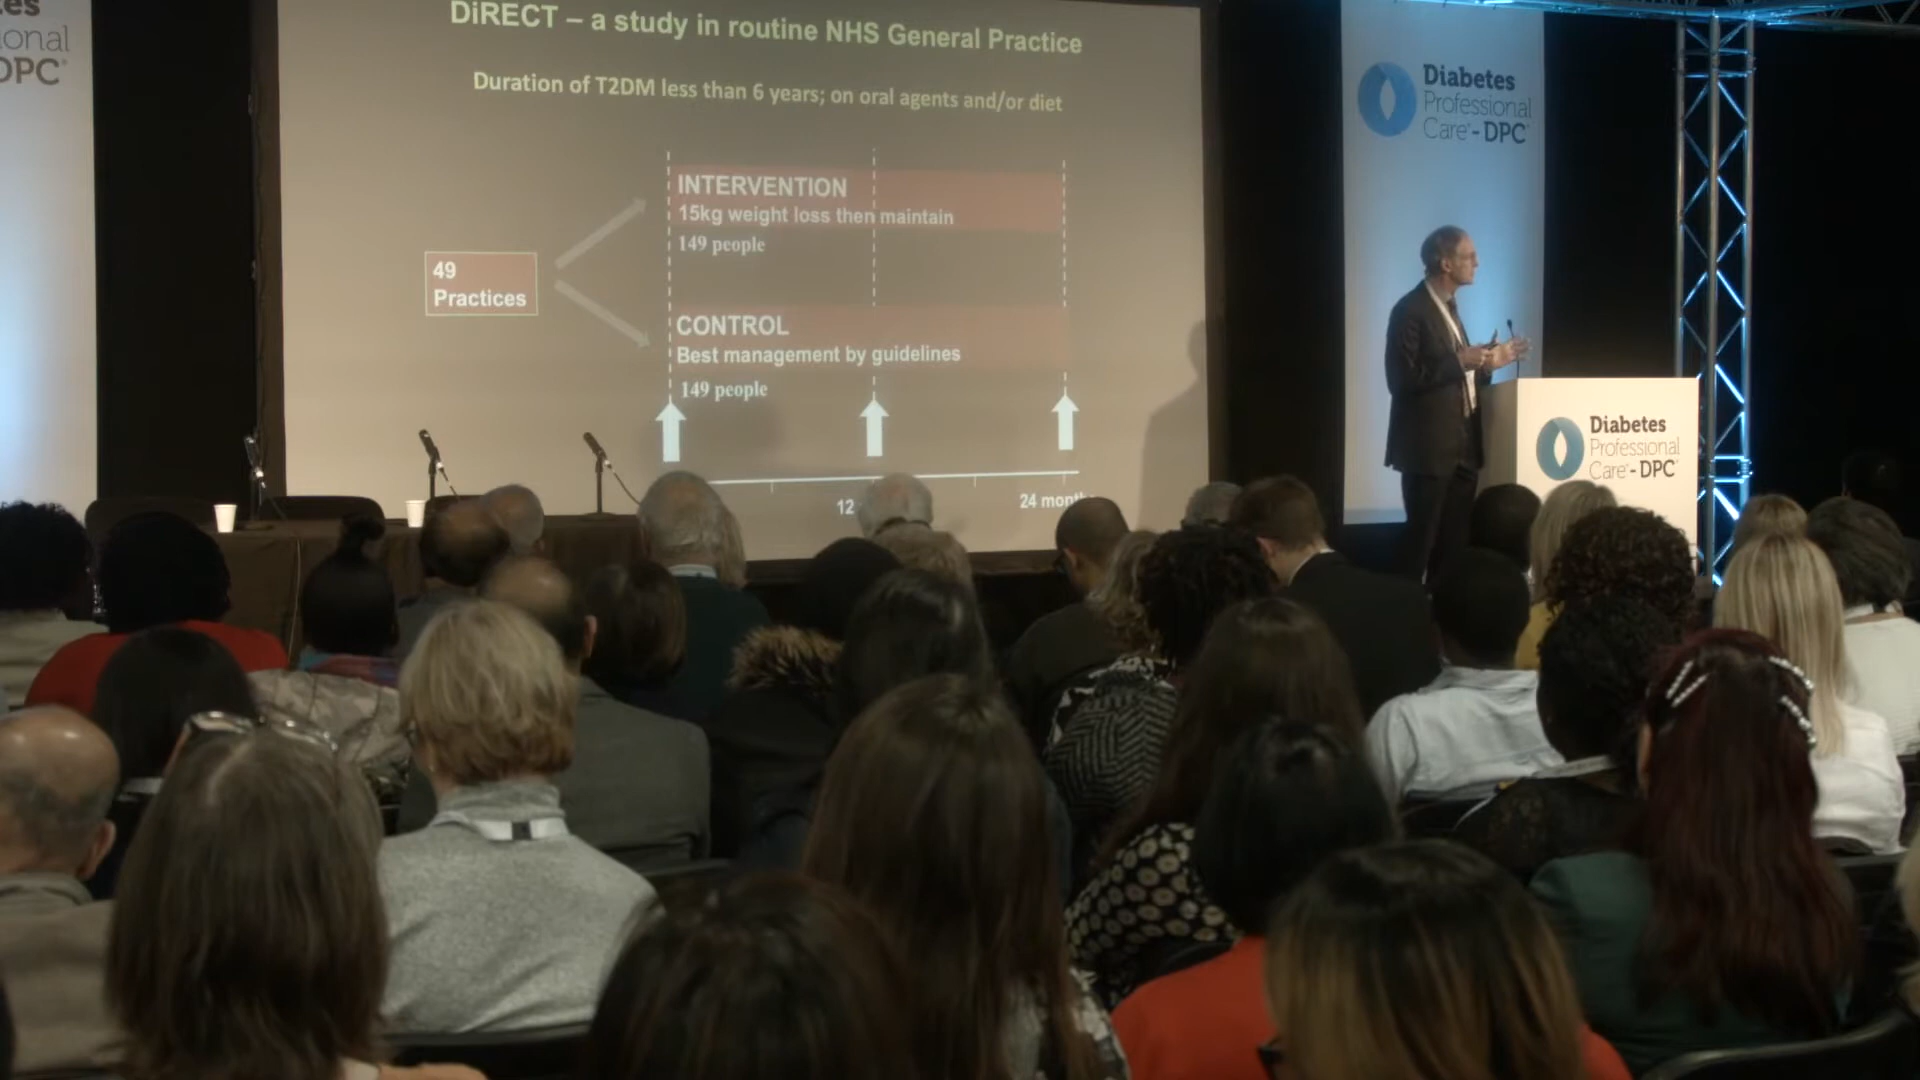 es
ional
DPC
DiRECT – a study in routine NHS General Practice
Duration of T2DM less than 6 years; on oral agents and/or diet
INTERVENTION
15kg weight loss then maintain
149 people
49
Practices
CONTROL
Best management by guidelines
149 people
12
24 month
Diabetes
Professional
Care - DPC
Diabetes
Professional
Care - DPC